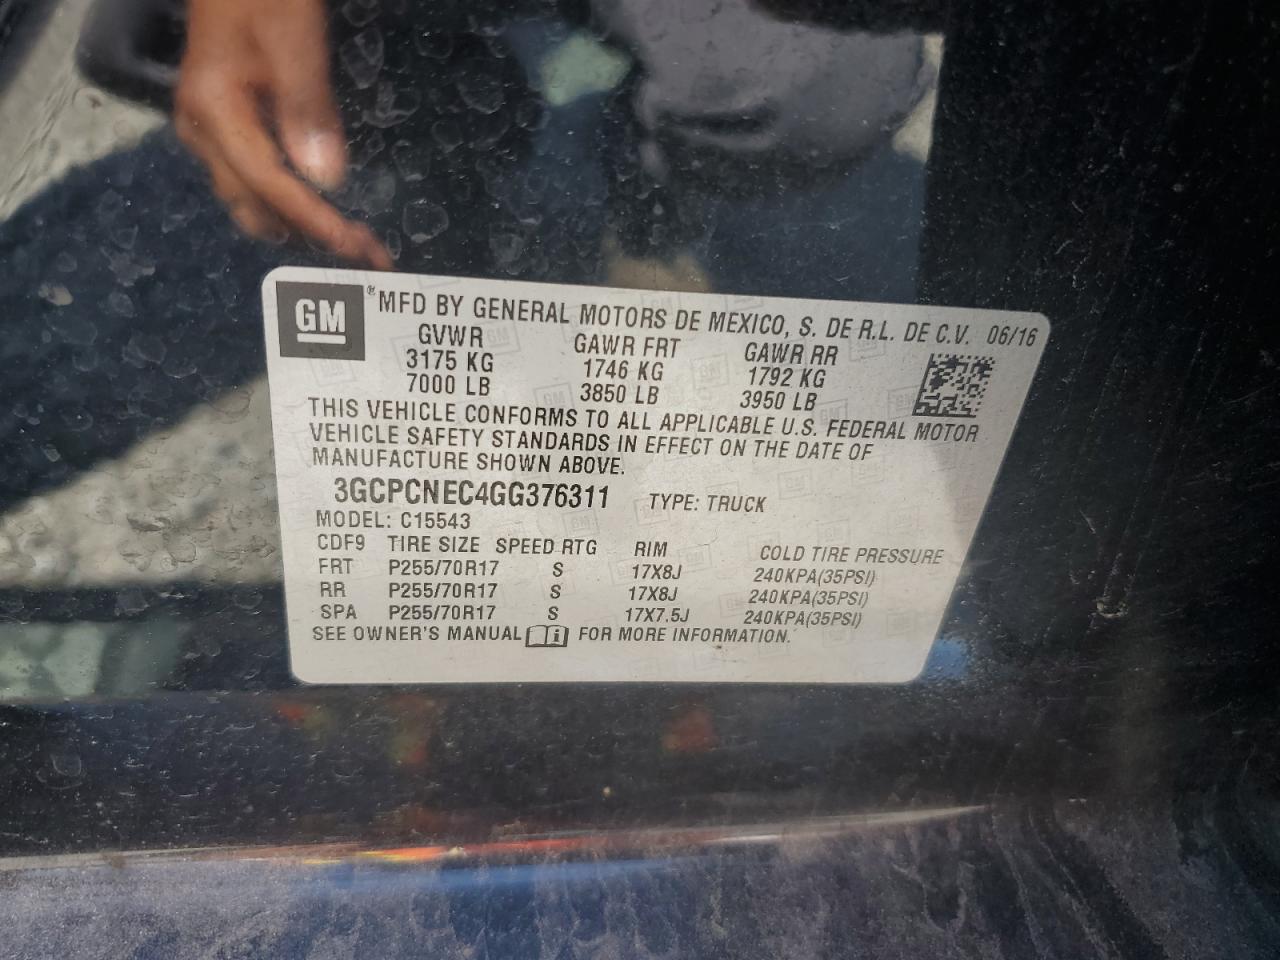 GM ® MFD BY GENERAL MOTORS DE MEXICO, S. DE R.L. DE C.V. 06/16
GVWR GAWR FRT GAWR RR
3175 KG 1746 KG 1792 KG
7000 LB 3850 LB 3950 LB
THIS VEHICLE CONFORMS TO ALL APPLICABLE U.S. FEDERAL MOTOR
VEHICLE SAFETY STANDARDS IN EFFECT ON THE DATE OF
MANUFACTURE SHOWN ABOVE.
3GCPCNEC4GG376311 TYPE: TRUCK
MODEL: C15543
CDF9 TIRE SIZE SPEED RTG RIM COLD TIRE PRESSURE
FRT P255/70R17 S 17X8J 240KPA(35PSI)
RR P255/70R17 S 17X8J 240KPA(35PSI)
SPA P255/70R17 S 17X7.5J 240KPA(35PSI)
SEE OWNER'S MANUAL i FOR MORE INFORMATION.